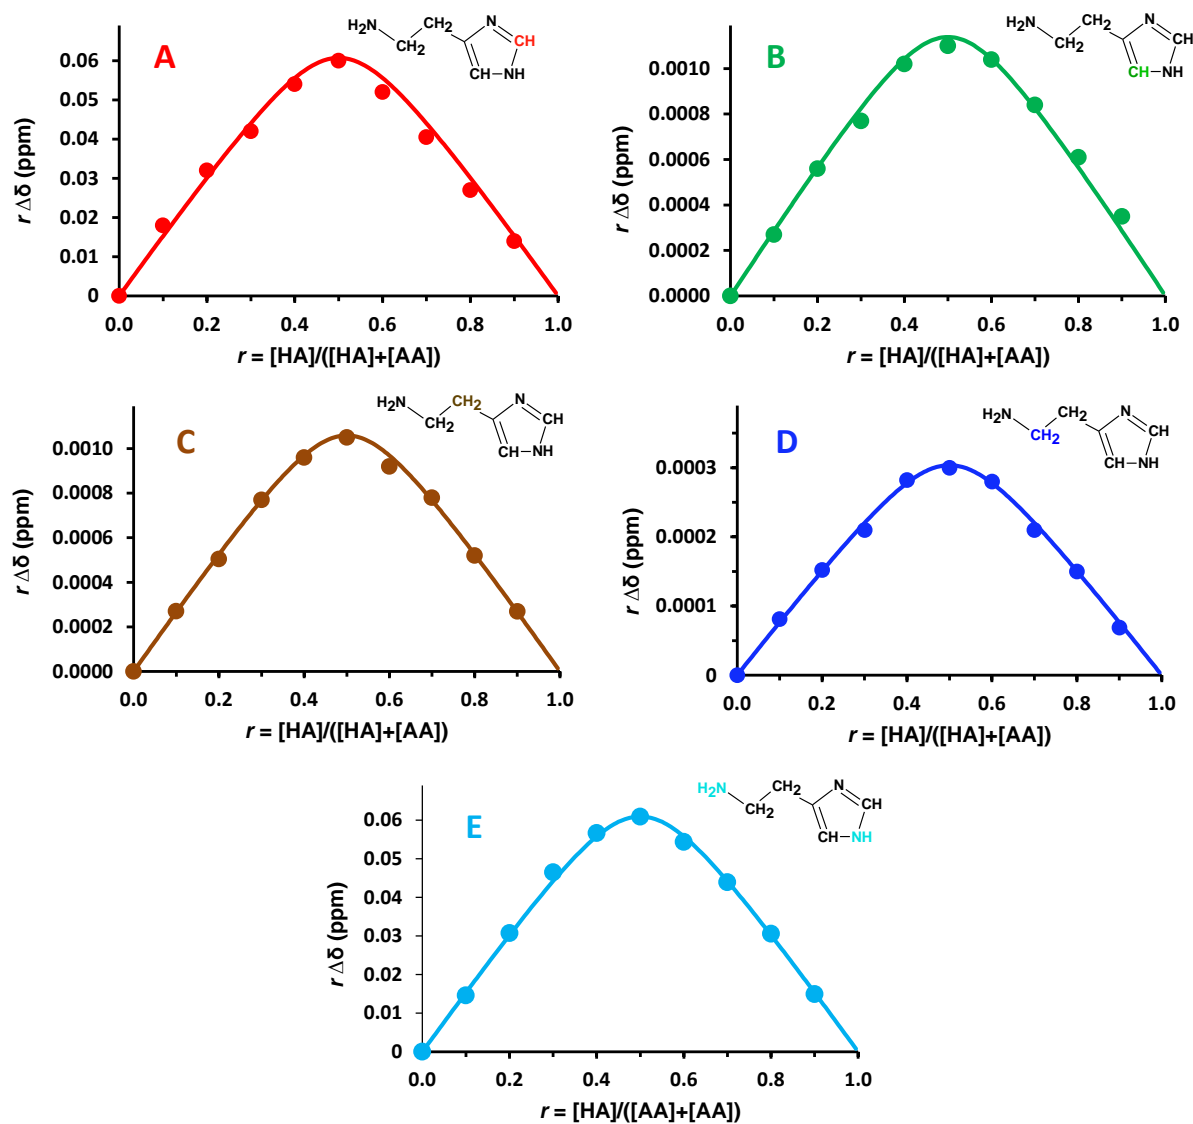 A
H2N CH2 N CH
CH2 CH NH
r Δδ (ppm)
0.06
0.05
0.04
0.03
0.02
0.01
0
0.0 0.2 0.4 0.6 0.8 1.0
r = [HA]/([HA]+[AA])
B
H2N CH2 N CH
CH2 CH NH
r Δδ (ppm)
0.0010
0.0008
0.0006
0.0004
0.0002
0.0000
0.0 0.2 0.4 0.6 0.8 1.0
r = [HA]/([HA]+[AA])
C
H2N CH2 N CH
CH2 CH NH
r Δδ (ppm)
0.0010
0.0008
0.0006
0.0004
0.0002
0.0000
0.0 0.2 0.4 0.6 0.8 1.0
r = [HA]/([HA]+[AA])
D
H2N CH2 N CH
CH2 CH NH
r Δδ (ppm)
0.0003
0.0002
0.0001
0
0.0 0.2 0.4 0.6 0.8 1.0
r = [HA]/([HA]+[AA])
E
H2N CH2 N CH
CH2 CH NH
r Δδ (ppm)
0.06
0.05
0.04
0.03
0.02
0.01
0
0.0 0.2 0.4 0.6 0.8 1.0
r = [HA]/([AA]+[AA])